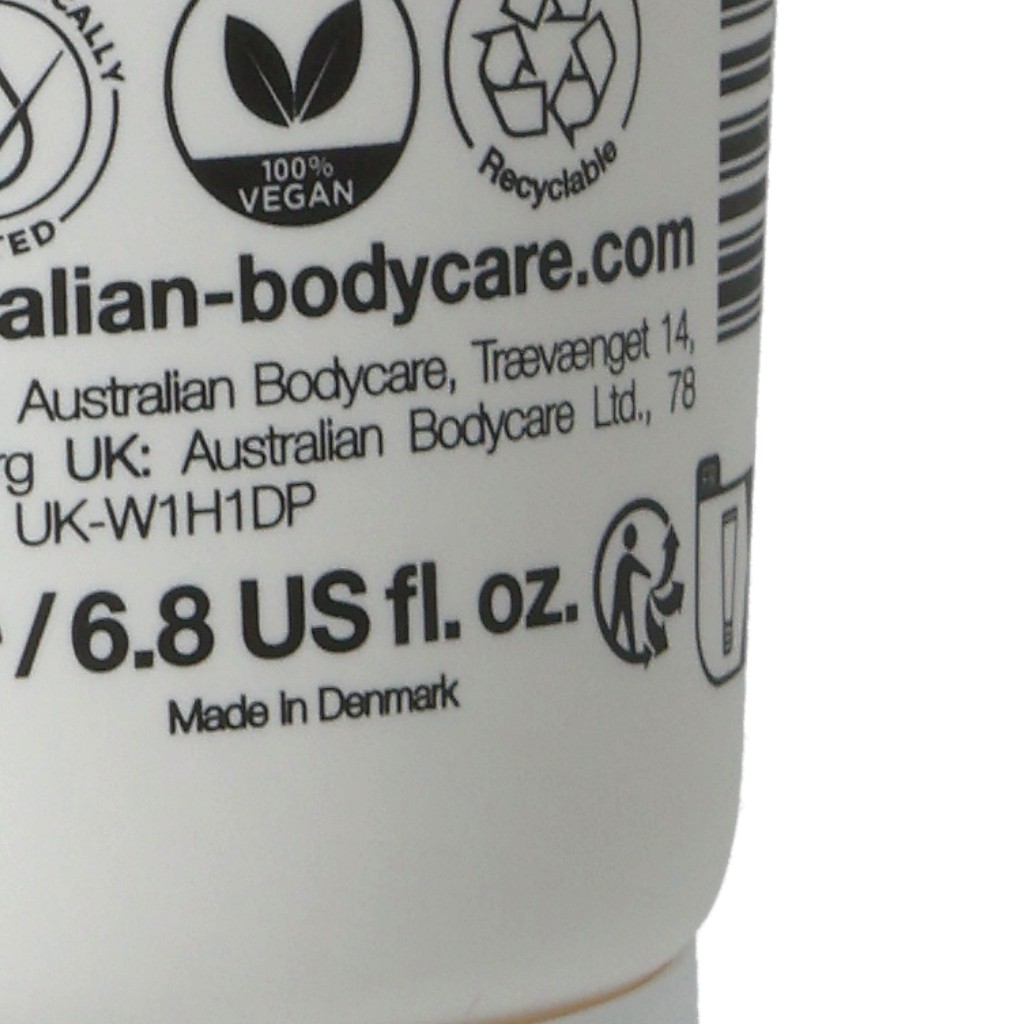 100%
VEGAN
Recyclable
alian-bodycare.com
Australian Bodycare, Trævænget 14,
rg UK: Australian Bodycare Ltd., 78
UK-W1H1DP
/ 6.8 US fl. oz.
Made In Denmark